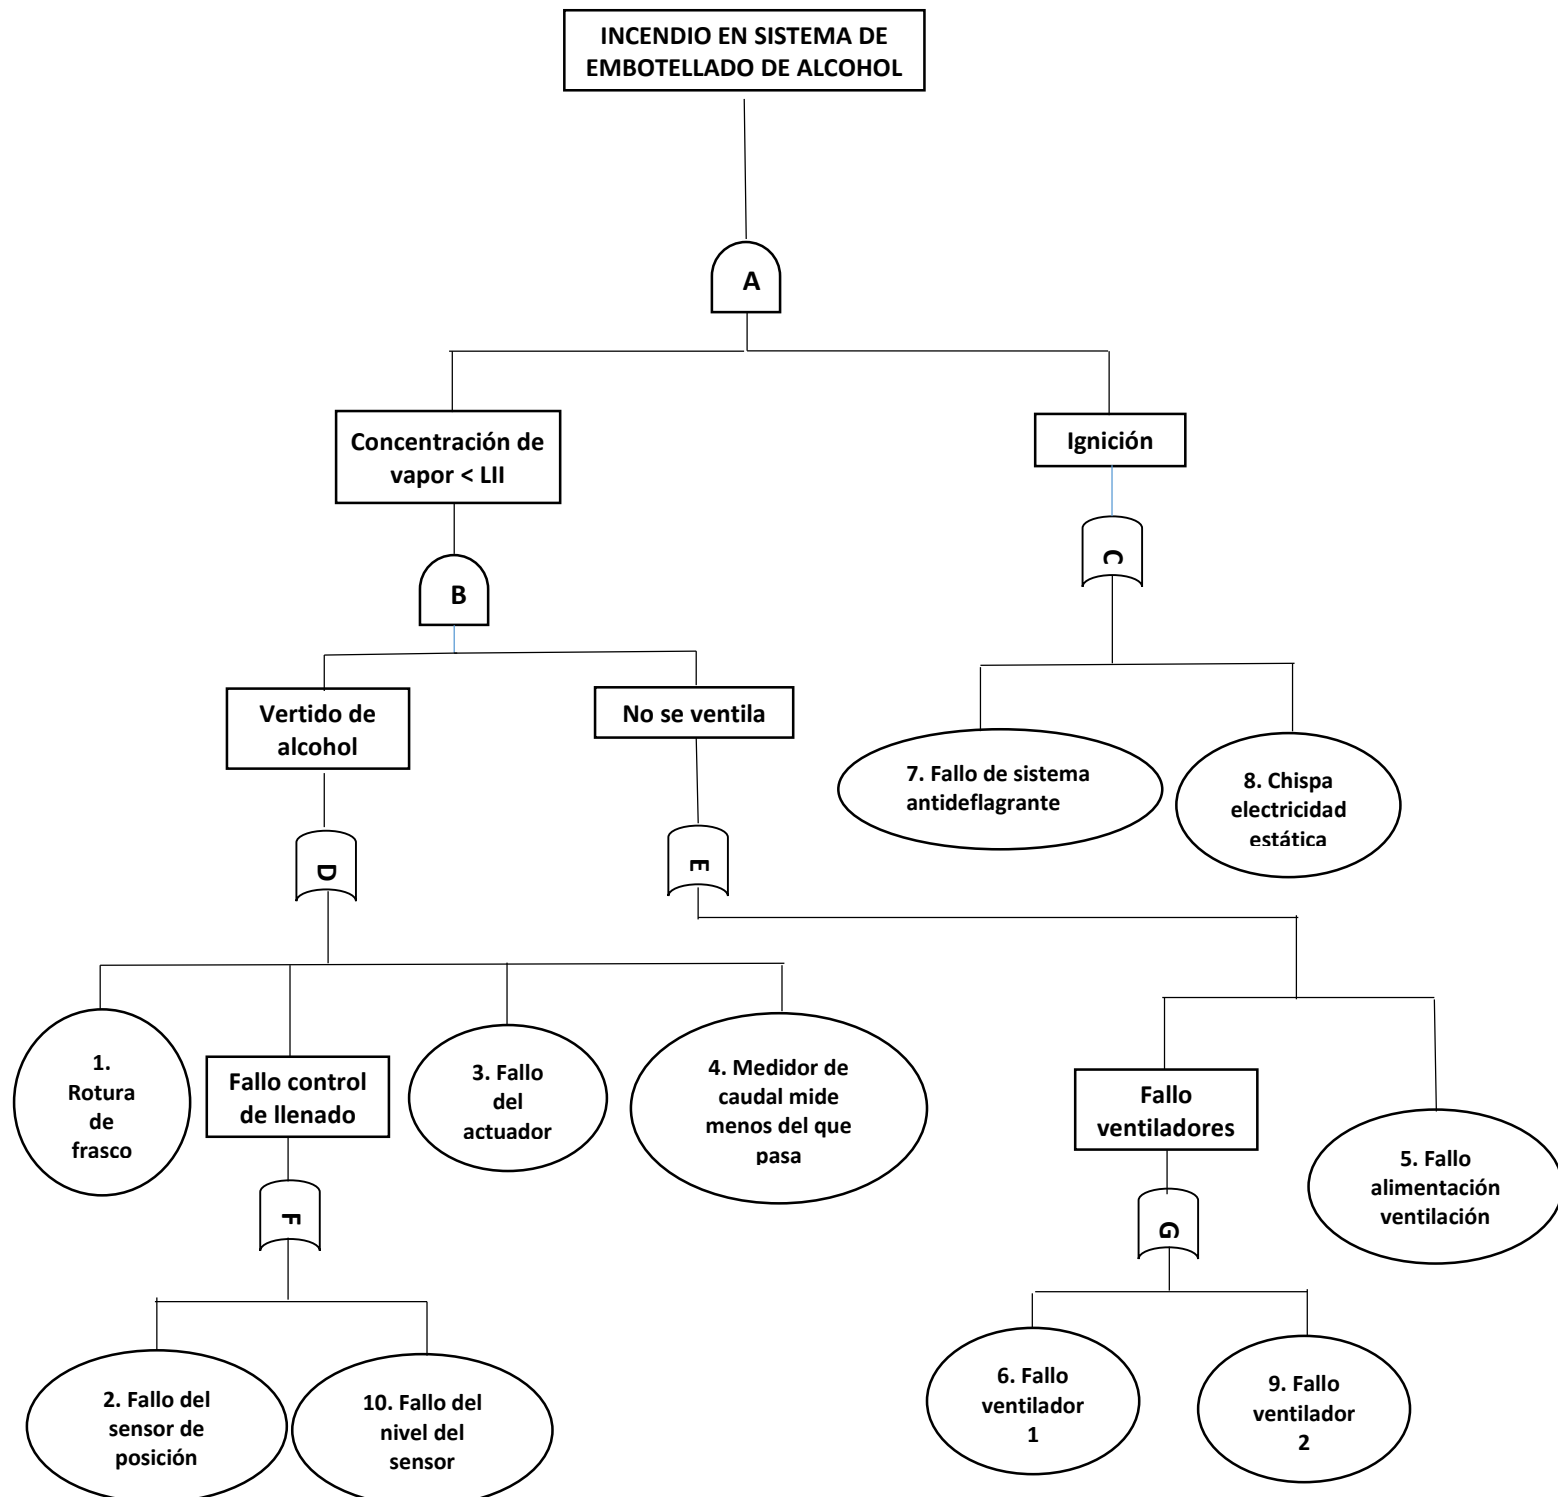 INCENDIO EN SISTEMA DE
EMBOTELLADO DE ALCOHOL
A
Concentración de
vapor < LII
Ignición
C
B
Vertido de
alcohol
No se ventila
7. Fallo de sistema
antideflagrante
8. Chispa
electricidad
estática
D
E
1.
Rotura
de
frasco
Fallo control
de llenado
3. Fallo
del
actuador
4. Medidor de
caudal mide
menos del que
pasa
Fallo
ventiladores
5. Fallo
alimentación
ventilación
F
G
2. Fallo del
sensor de
posición
10. Fallo del
nivel del
sensor
6. Fallo
ventilador
1
9. Fallo
ventilador
2